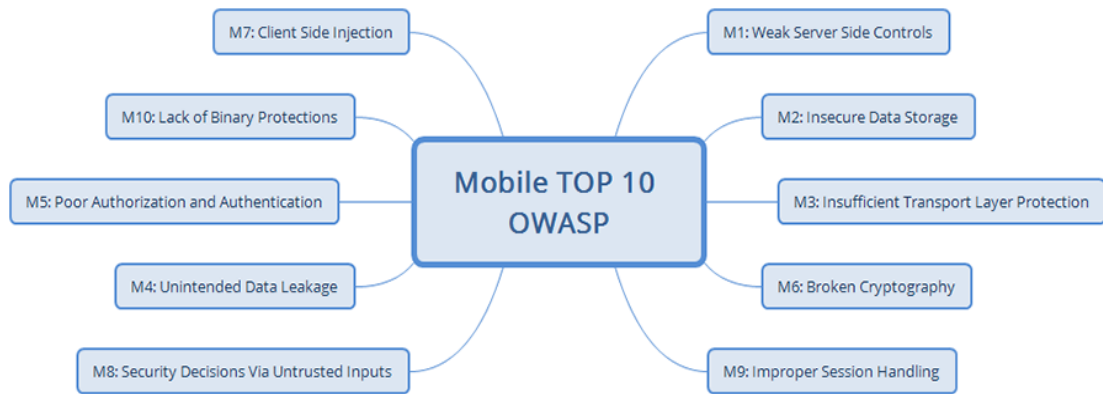 M7: Client Side Injection
M1: Weak Server Side Controls
M10: Lack of Binary Protections
M2: Insecure Data Storage
Mobile TOP 10
OWASP
M5: Poor Authorization and Authentication
M3: Insufficient Transport Layer Protection
M4: Unintended Data Leakage
M6: Broken Cryptography
M8: Security Decisions Via Untrusted Inputs
M9: Improper Session Handling